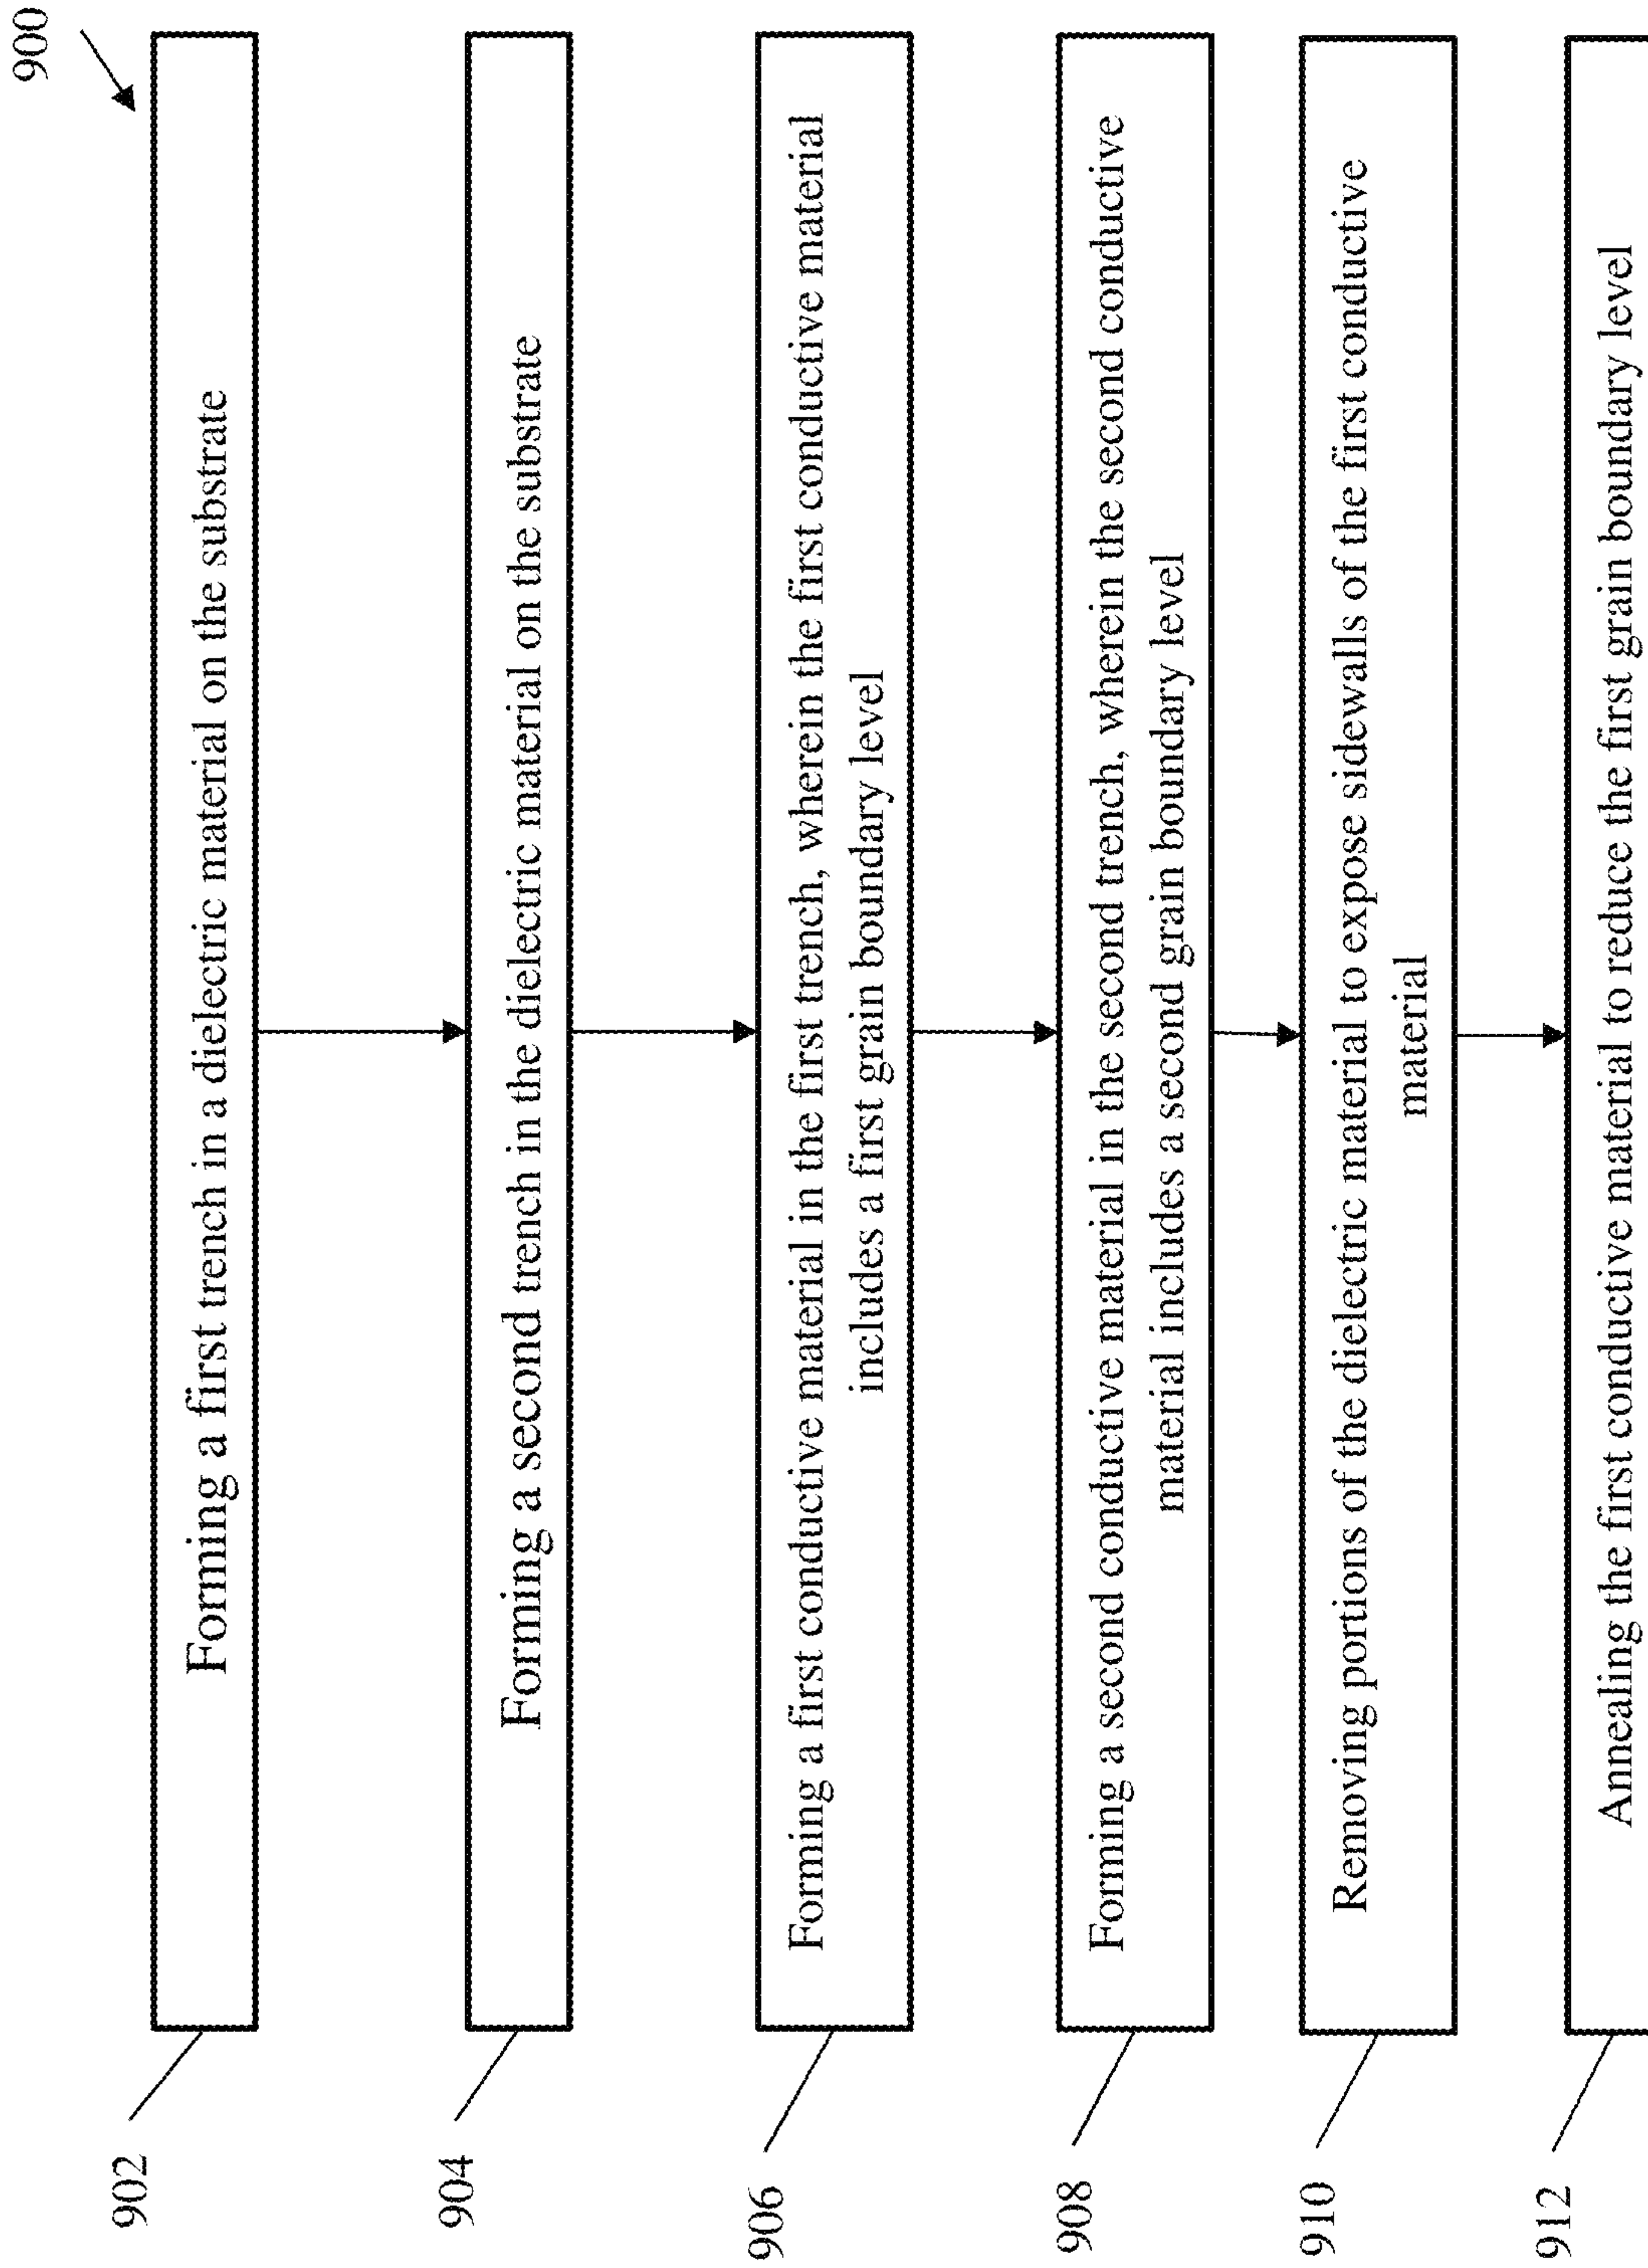 900
902
Forming a first trench in a dielectric material on the substrate
904
Forming a second trench in the dielectric material on the substrate
906
Forming a first conductive material in the first trench, wherein the first conductive material
includes a first grain boundary level
908
Forming a second conductive material in the second trench, wherein the second conductive
material includes a second grain boundary level
910
Removing portions of the dielectric material to expose sidewalls of the first conductive
material
912
Annealing the first conductive material to reduce the first grain boundary level